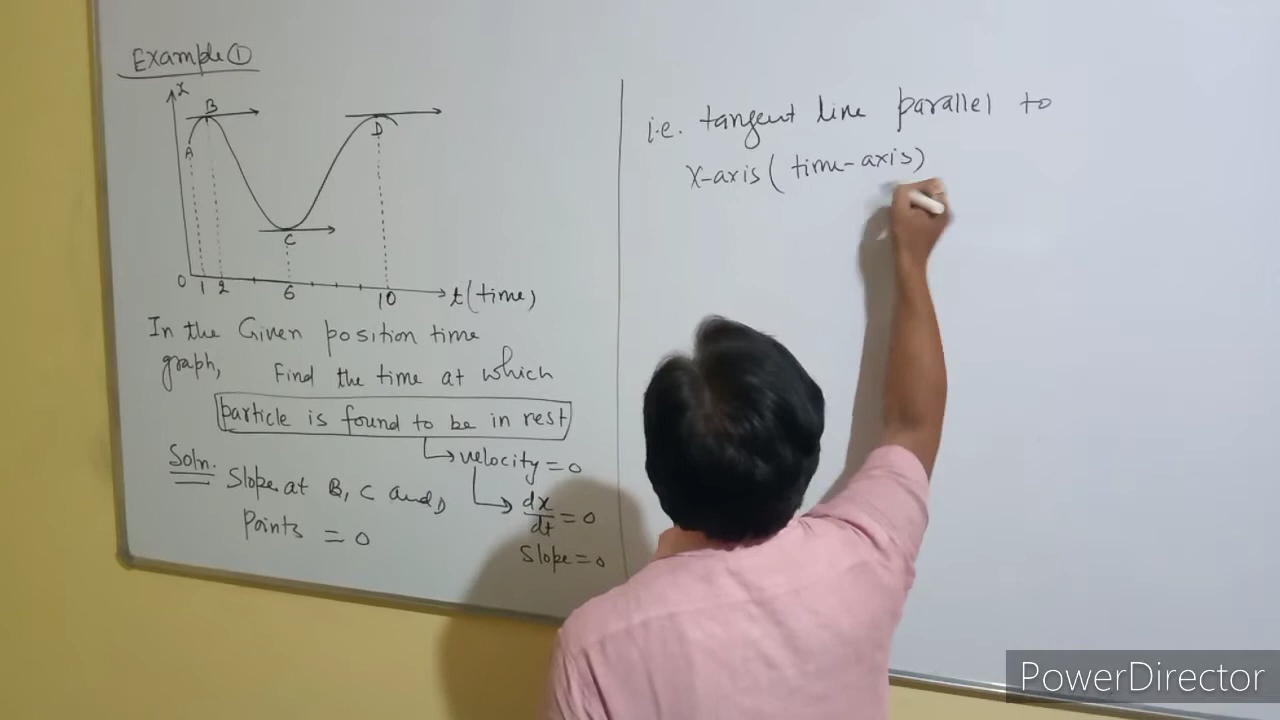 Example ①
x
B
A
D
C
0 1 2 6 10 t(time)
In the Given position time
graph, Find the time at which
particle is found to be in rest
velocity = 0
Soln. Slope at B, C and D
Points = 0
dx/dt = 0
Slope = 0
i.e. tangent line parallel to
X-axis (time-axis)
PowerDirector